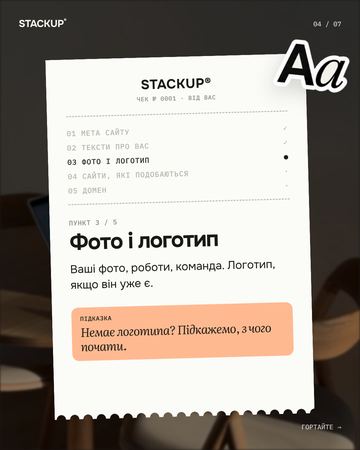 STACKUP®
04 / 07
Aa
STACKUP®
ЧЕК № 0001 · ВІД ВАС
01 МЕТА САЙТУ ✓
02 ТЕКСТИ ПРО ВАС ✓
03 ФОТО І ЛОГОТИП ●
04 САЙТИ, ЯКІ ПОДОБАЮТЬСЯ ·
05 ДОМЕН ·
ПУНКТ 3 / 5
Фото і логотип
Ваші фото, роботи, команда. Логотип,
якщо він уже є.
ПІДКАЗКА
Немає логотипа? Підкажемо, з чого
почати.
ГОРТАЙТЕ →